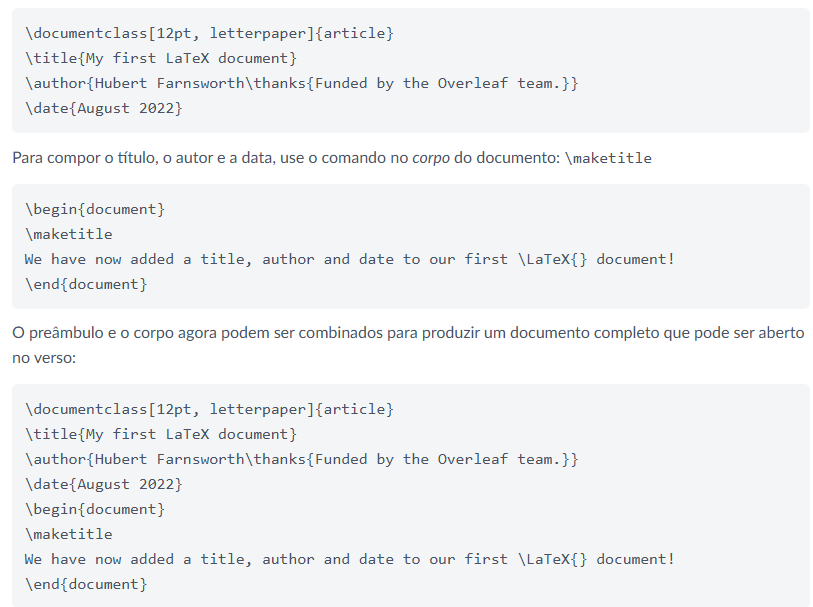 \documentclass[12pt, letterpaper]{article}
\title{My first LaTeX document}
\author{Hubert Farnsworth\thanks{Funded by the Overleaf team.}}
\date{August 2022}
Para compor o título, o autor e a data, use o comando no corpo do documento: \maketitle
\begin{document}
\maketitle
We have now added a title, author and date to our first \LaTeX{} document!
\end{document}
O preâmbulo e o corpo agora podem ser combinados para produzir um documento completo que pode ser aberto
no verso:
\documentclass[12pt, letterpaper]{article}
\title{My first LaTeX document}
\author{Hubert Farnsworth\thanks{Funded by the Overleaf team.}}
\date{August 2022}
\begin{document}
\maketitle
We have now added a title, author and date to our first \LaTeX{} document!
\end{document}